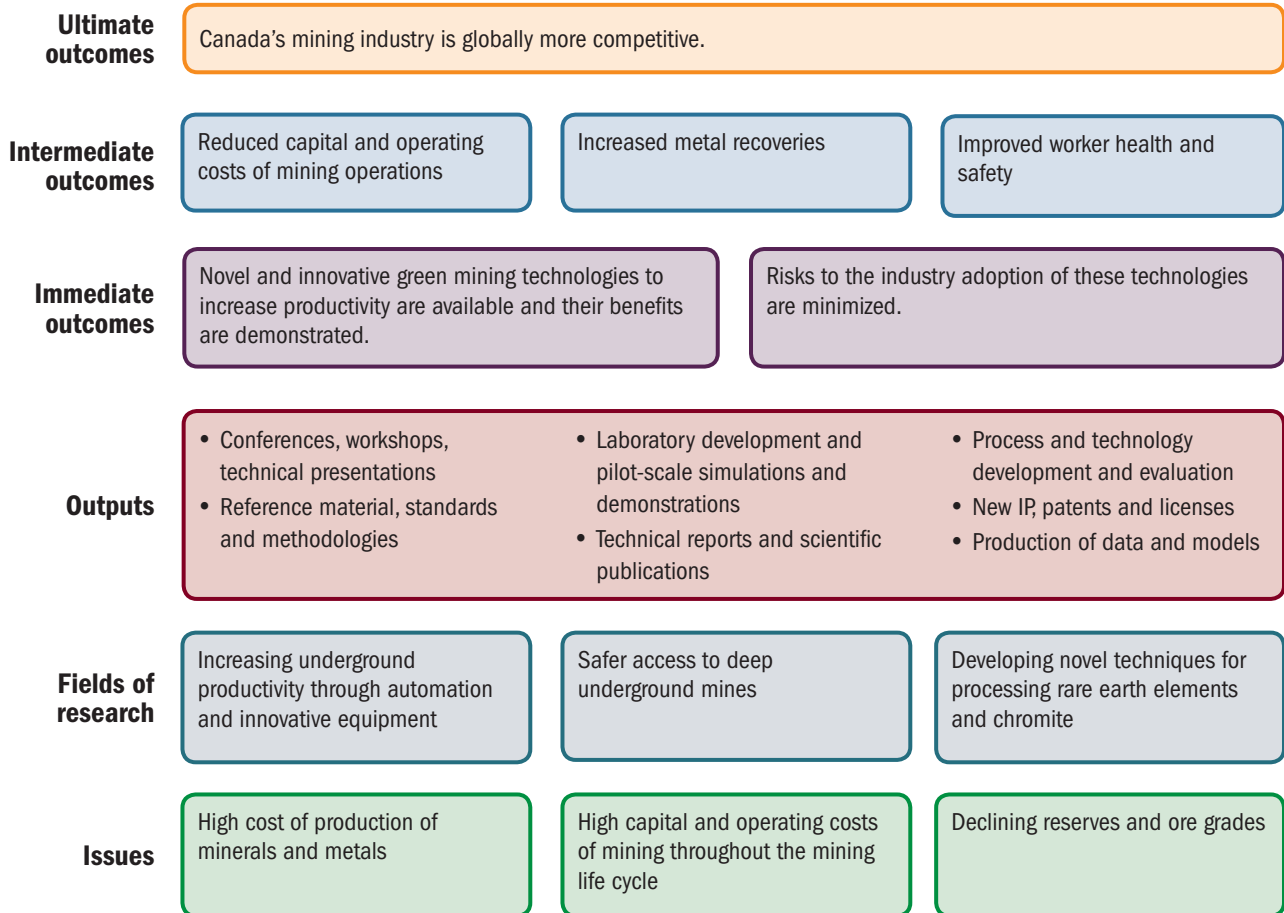 Ultimate
outcomes
Canada's mining industry is globally more competitive.
Intermediate
outcomes
Reduced capital and operating
costs of mining operations
Increased metal recoveries
Improved worker health and
safety
Immediate
outcomes
Novel and innovative green mining technologies to
increase productivity are available and their benefits
are demonstrated.
Risks to the industry adoption of these technologies
are minimized.
Outputs
• Conferences, workshops,
technical presentations
• Reference material, standards
and methodologies
• Laboratory development and
pilot-scale simulations and
demonstrations
• Technical reports and scientific
publications
• Process and technology
development and evaluation
• New IP, patents and licenses
• Production of data and models
Fields of
research
Increasing underground
productivity through automation
and innovative equipment
Safer access to deep
underground mines
Developing novel techniques for
processing rare earth elements
and chromite
Issues
High cost of production of
minerals and metals
High capital and operating costs
of mining throughout the mining
life cycle
Declining reserves and ore grades